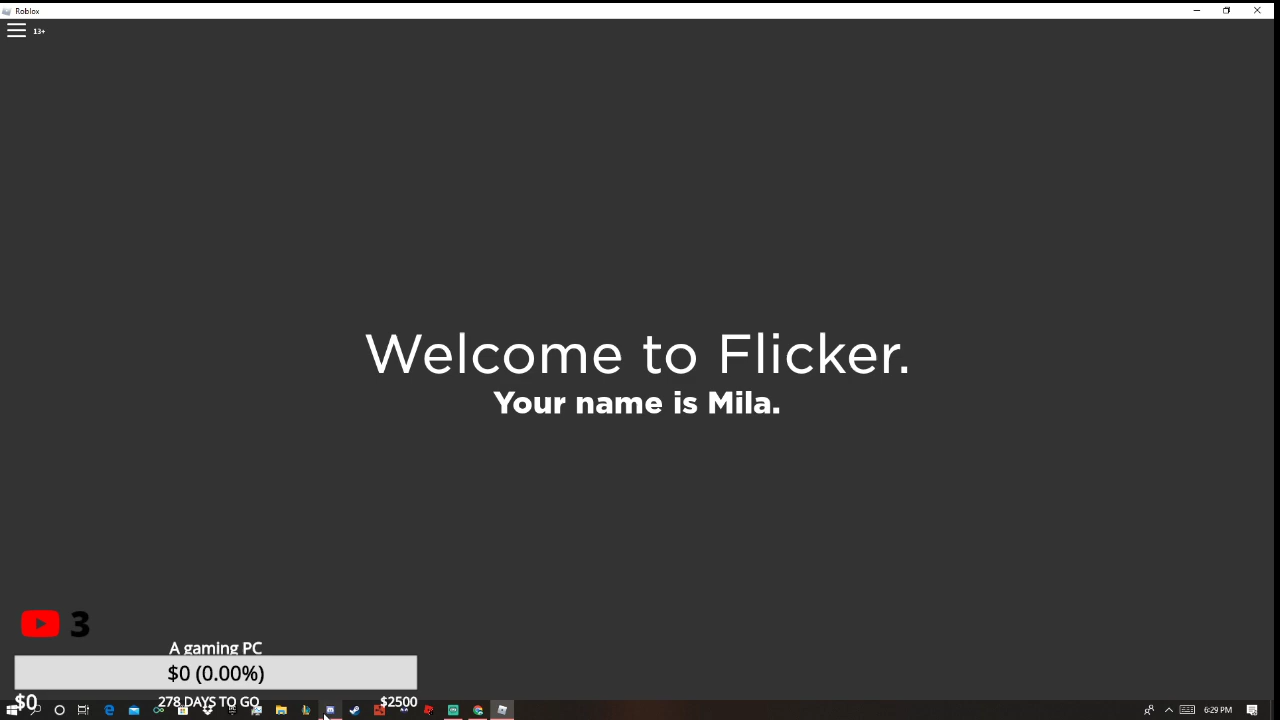 Roblox
13+
Welcome to Flicker.
Your name is Mila.
3
A gaming PC
$0 (0.00%)
$0 278 DAYS TO GO $2500
6:29 PM